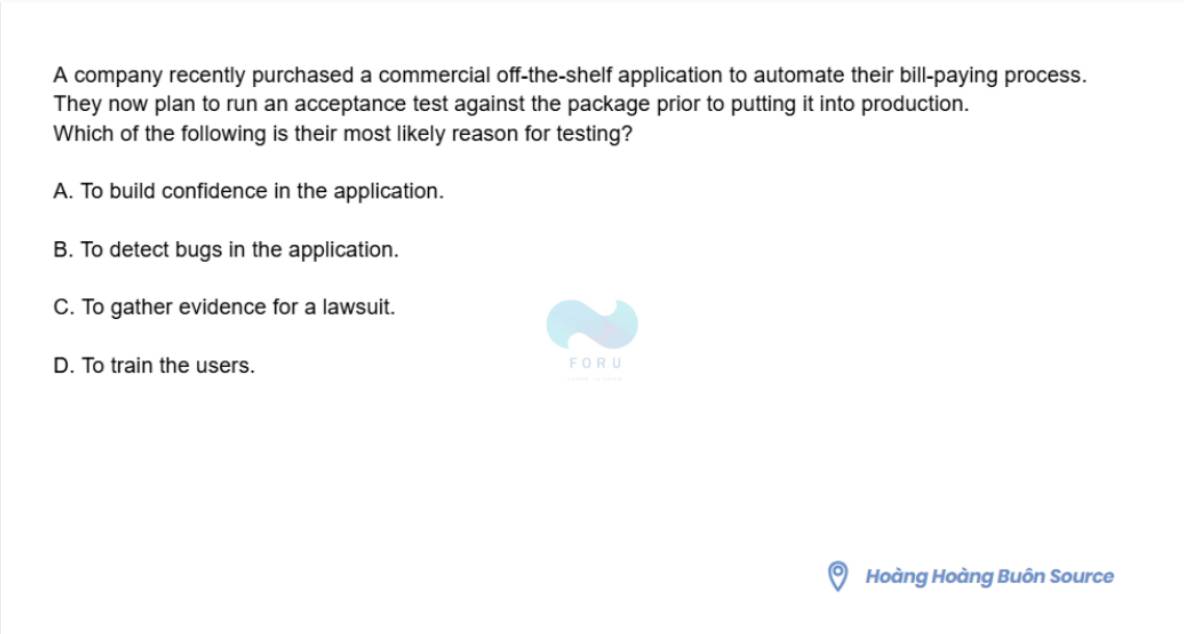 A company recently purchased a commercial off-the-shelf application to automate their bill-paying process.
They now plan to run an acceptance test against the package prior to putting it into production.
Which of the following is their most likely reason for testing?
A. To build confidence in the application.
B. To detect bugs in the application.
C. To gather evidence for a lawsuit.
FORU
D. To train the users.
Hoàng Hoàng Buôn Source